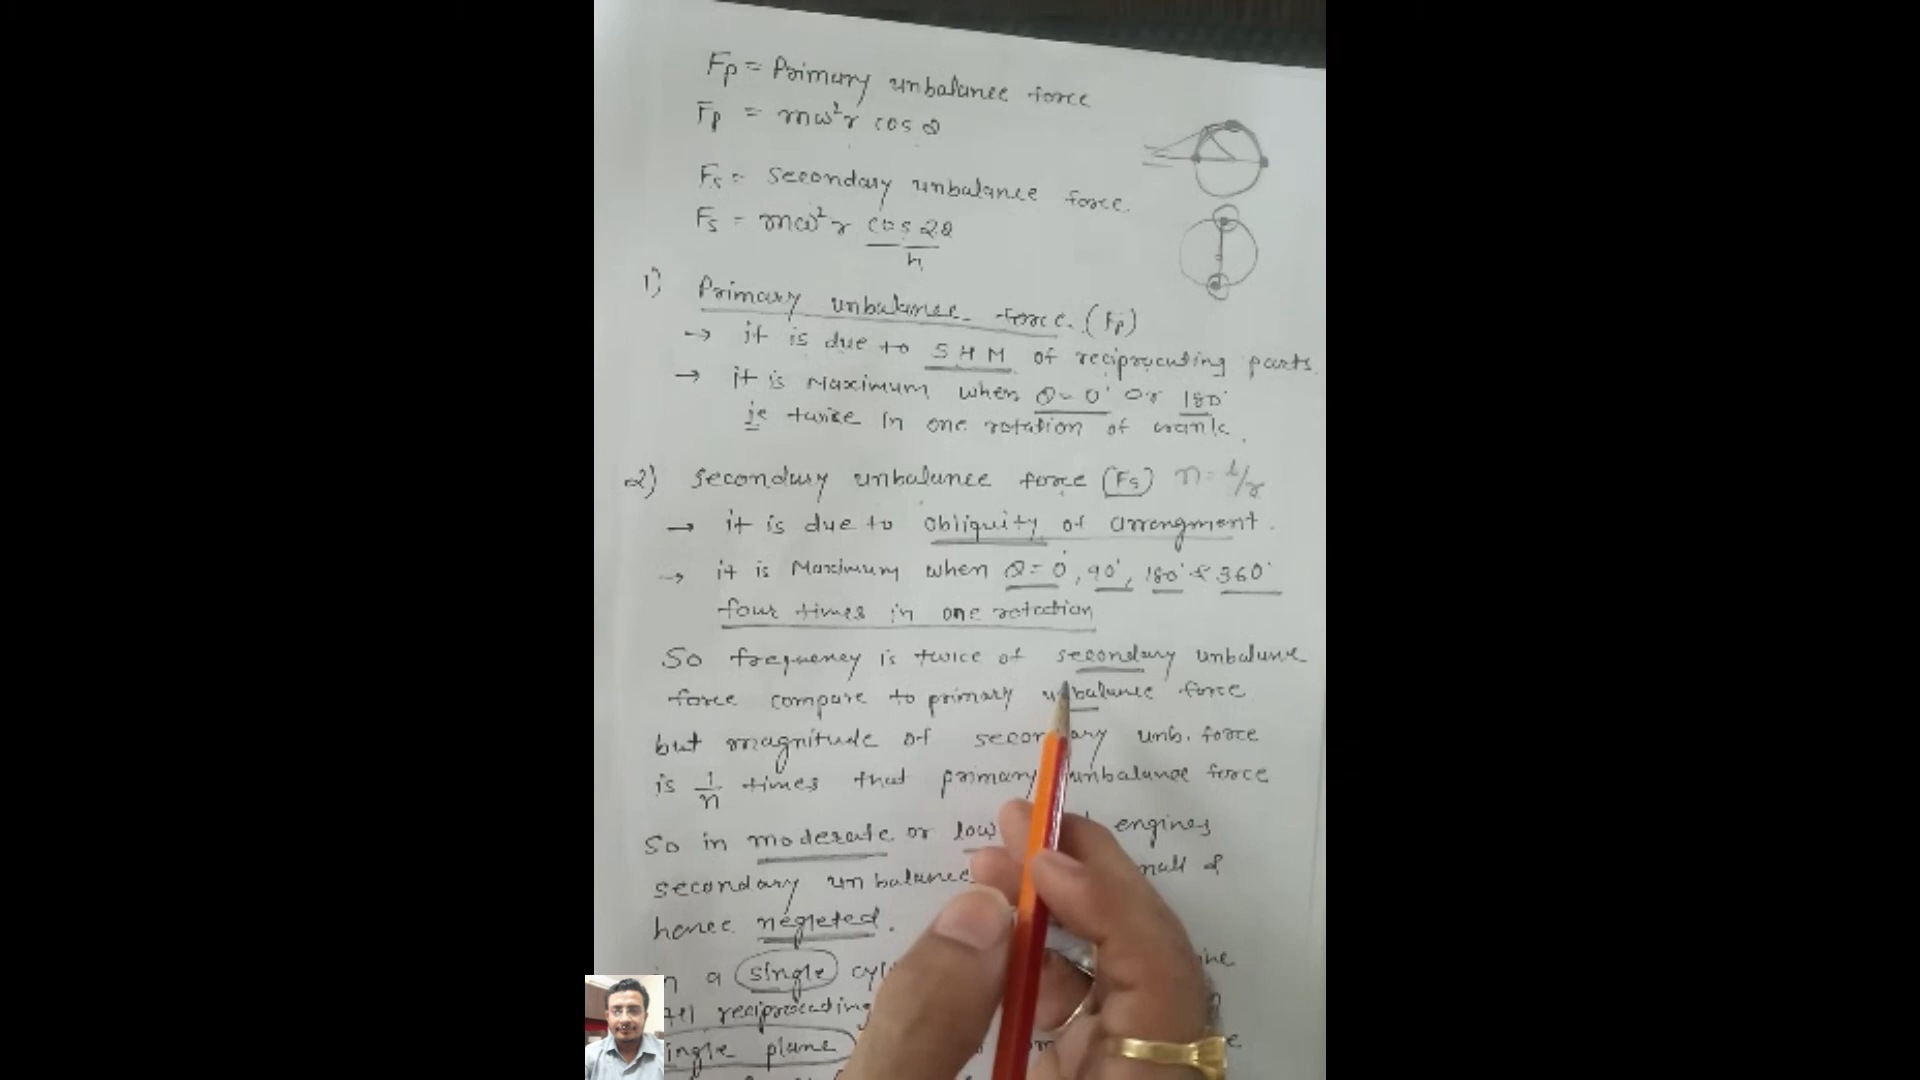 Fp = Primary unbalance force
Fp = mω²r cos θ
Fs = secondary unbalance force.
Fs = mω²r cos 2θ
n
1) Primary unbalance force. (Fp)
→ it is due to SHM of reciprocating parts.
→ it is Maximum when θ = 0° or 180°
ie twise in one rotation of crank.
2) Secondary unbalance force (Fs) n = l/r
→ it is due to obliquity of arrengment.
→ it is Maximum when θ = 0°, 90°, 180° & 360°
four times in one rotation
So frequency is twice of secondary unbalance
force compare to primary unbalance force
but magnitude of secondary unb. force
is 1/n times that primary unbalance force
So in moderate or low engines
secondary unbalance &
hence negleted.
a single
reciprocating
plane